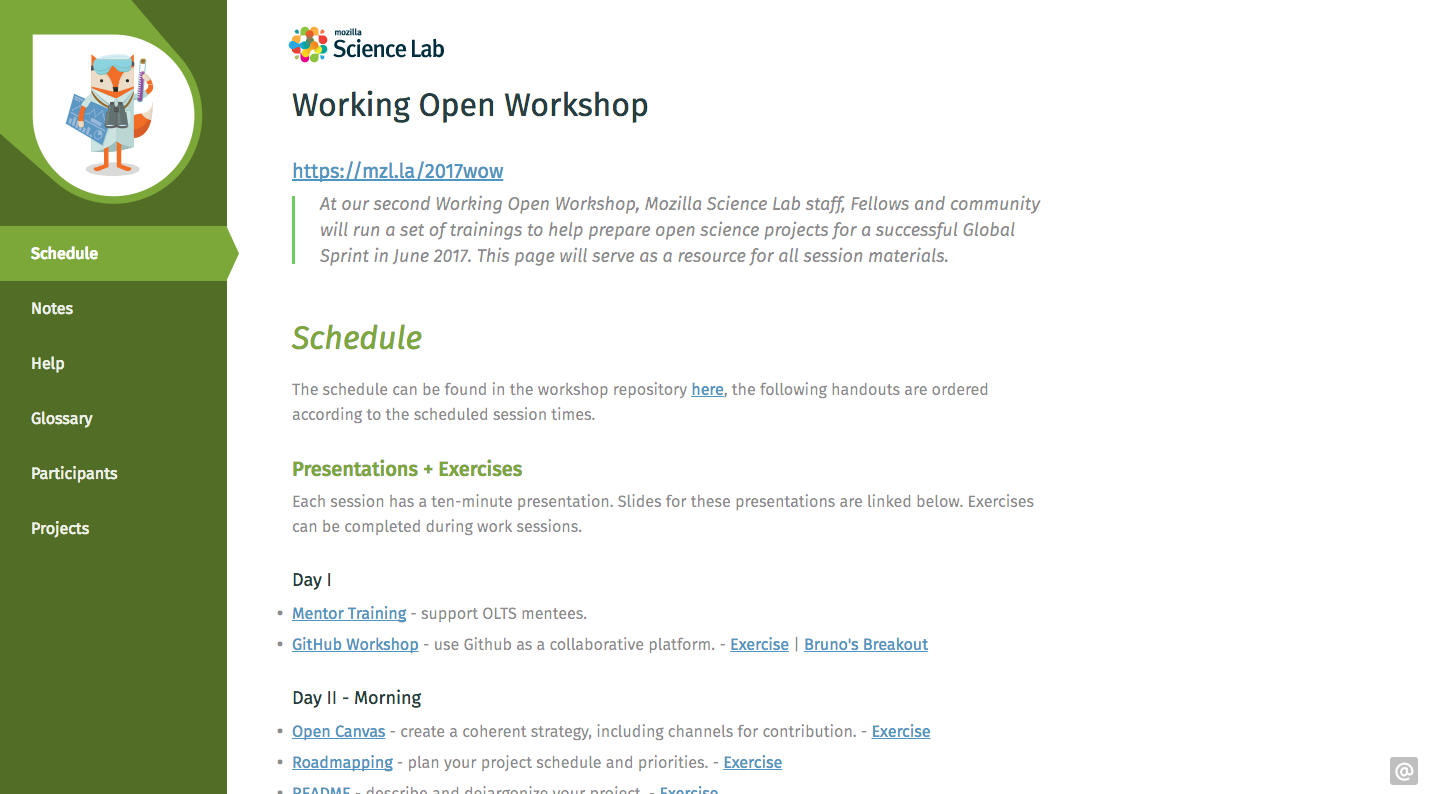 mozilla
Science Lab
Working Open Workshop
https://mzl.la/2017wow
At our second Working Open Workshop, Mozilla Science Lab staff, Fellows and community
will run a set of trainings to help prepare open science projects for a successful Global
Sprint in June 2017. This page will serve as a resource for all session materials.
Schedule
Notes
Help
Glossary
Participants
Projects
Schedule
The schedule can be found in the workshop repository here, the following handouts are ordered
according to the scheduled session times.
Presentations + Exercises
Each session has a ten-minute presentation. Slides for these presentations are linked below. Exercises
can be completed during work sessions.
Day I
• Mentor Training - support OLTS mentees.
• GitHub Workshop - use Github as a collaborative platform. - Exercise | Bruno's Breakout
Day II - Morning
• Open Canvas - create a coherent strategy, including channels for contribution. - Exercise
• Roadmapping - plan your project schedule and priorities. - Exercise
• README - describe and dejargonize your project. - Exercise
@